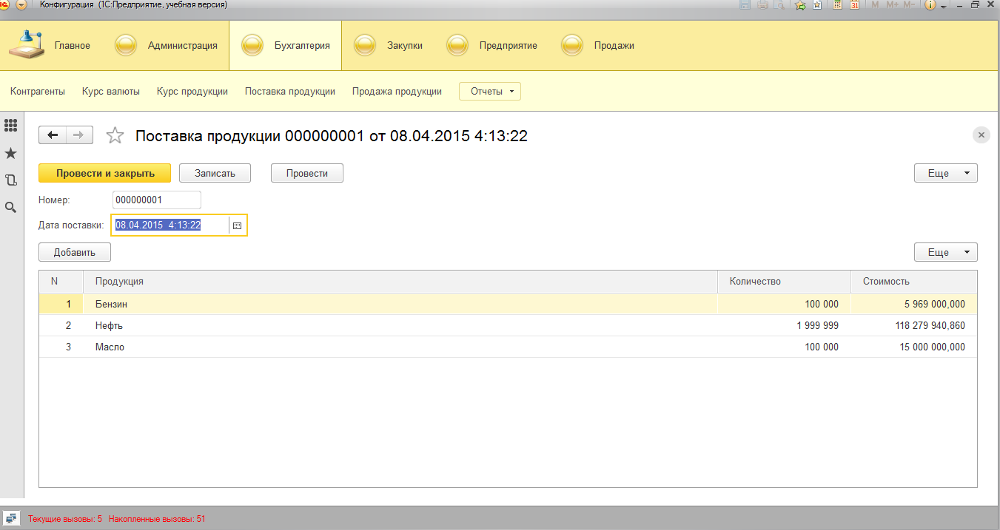 Конфигурация (1С:Предприятие, учебная версия)
M M+ M-
31
Главное Администрация Бухгалтерия Закупки Предприятие Продажи
Контрагенты Курс валюты Курс продукции Поставка продукции Продажа продукции Отчеты
Поставка продукции 000000001 от 08.04.2015 4:13:22
Провести и закрыть Записать Провести Еще
Номер: 000000001
Дата поставки: 08.04.2015 4:13:22
Добавить Еще
N Продукция Количество Стоимость
1 Бензин 100 000 5 969 000,000
2 Нефть 1 999 999 118 279 940,860
3 Масло 100 000 15 000 000,000
Текущие вызовы: 5 Накопленные вызовы: 51